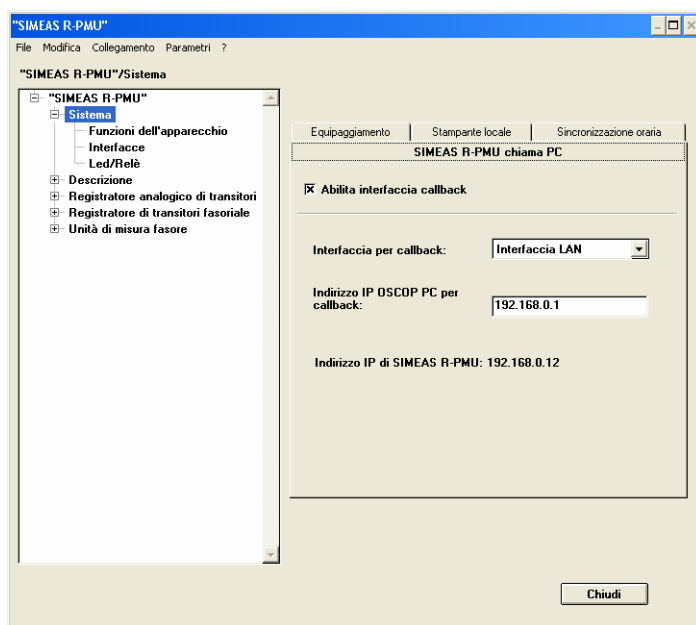 "SIMEAS R-PMU"
File Modifica Collegamento Parametri ?
"SIMEAS R-PMU"/Sistema
"SIMEAS R-PMU"
Sistema
Funzioni dell'apparecchio
Interfacce
Led/Relè
Descrizione
Registratore analogico di transitori
Registratore di transitori fasoriale
Unità di misura fasore
Equipaggiamento Stampante locale Sincronizzazione oraria
SIMEAS R-PMU chiama PC
Abilita interfaccia callback
Interfaccia per callback: Interfaccia LAN
Indirizzo IP OSCOP PC per
callback: 192.168.0.1
Indirizzo IP di SIMEAS R-PMU: 192.168.0.12
Chiudi